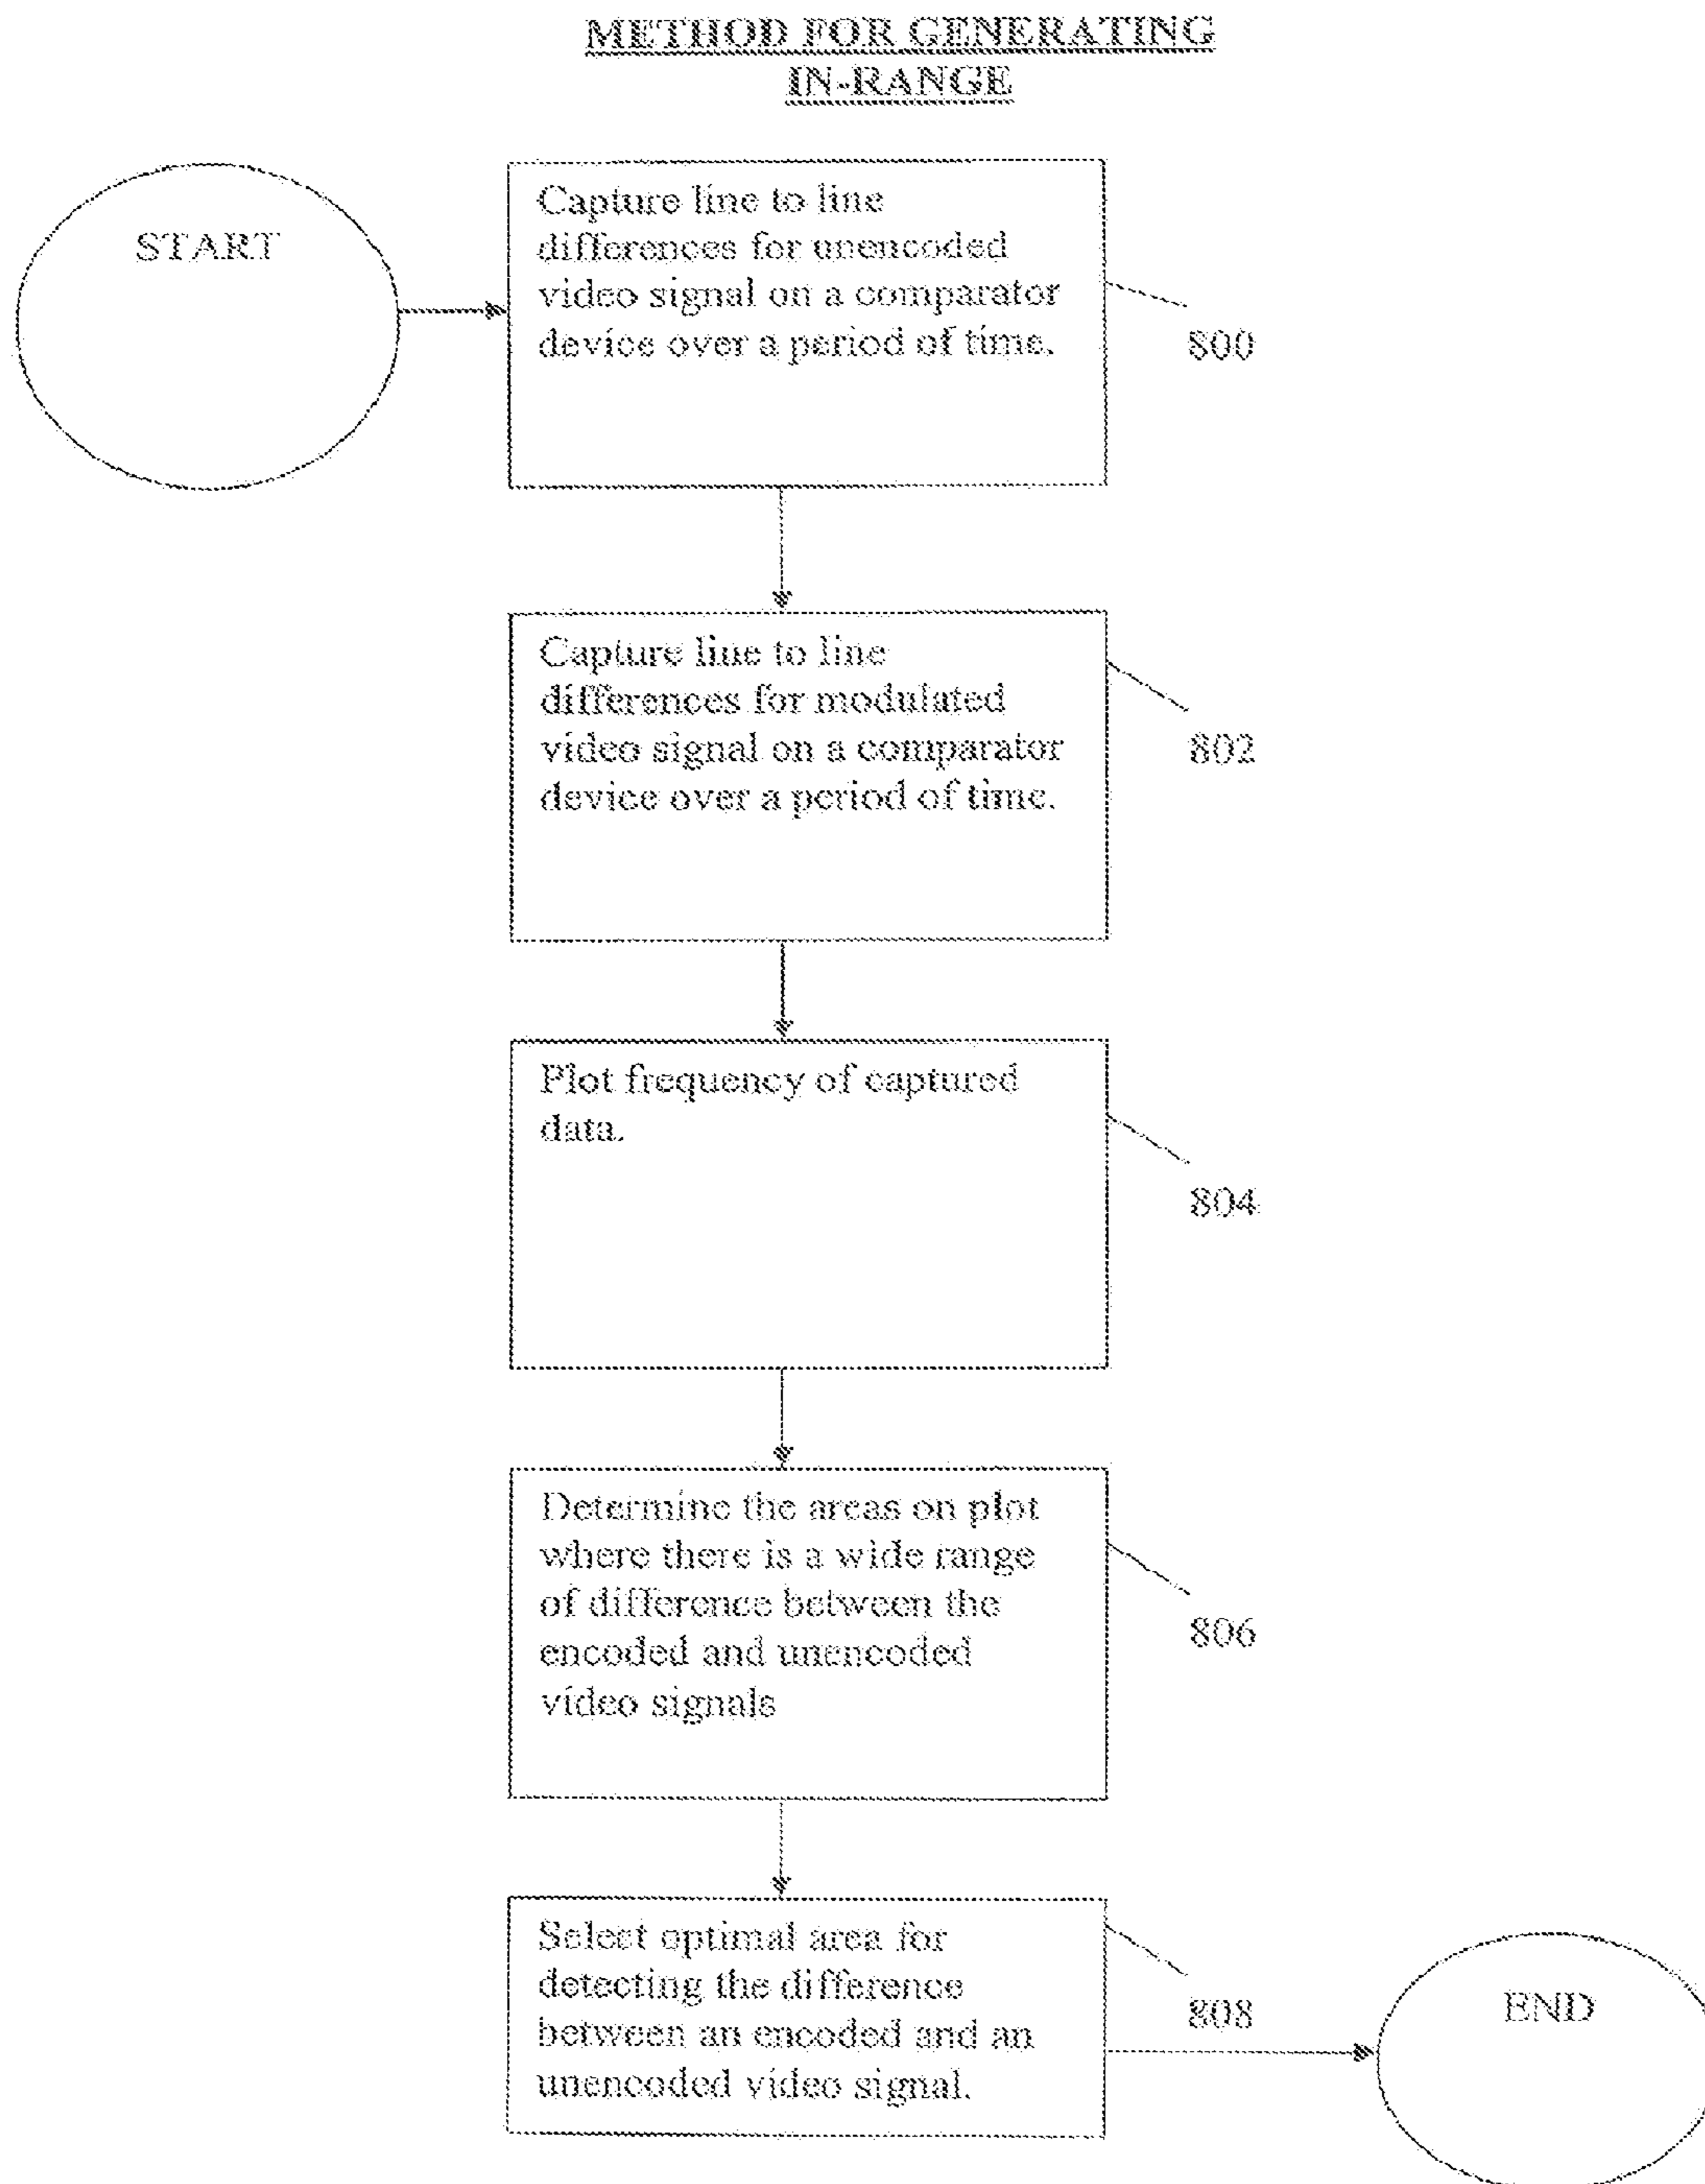 METHOD FOR GENERATING
IN-RANGE
START
Capture line to line
differences for unencoded
video signal on a comparator
device over a period of time.
800
Capture line to line
differences for modulated
video signal on a comparator
device over a period of time.
802
Plot frequency of captured
data.
804
Determine the areas on plot
where there is a wide range
of difference between the
encoded and unencoded
video signals
806
Select optimal area for
detecting the difference
between an encoded and an
unencoded video signal.
808
END